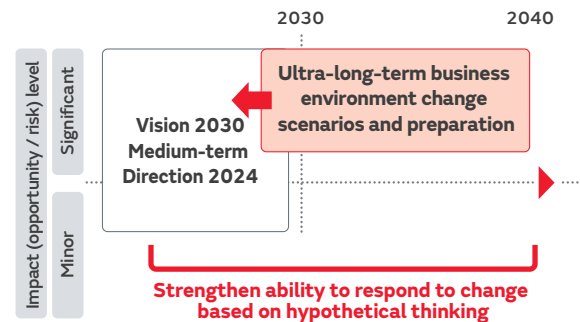 2030
2040
Impact (opportunity / risk) level
Significant
Minor
Vision 2030
Medium-term
Direction 2024
Ultra-long-term business
environment change
scenarios and preparation
Strengthen ability to respond to change
based on hypothetical thinking